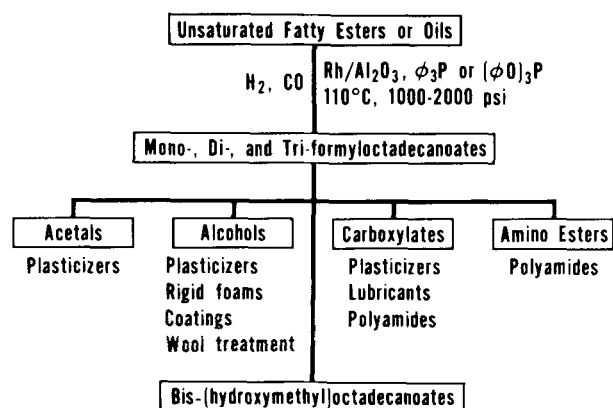 Unsaturated Fatty Esters or Oils
H₂, CO
Rh/Al₂O₃, ϕ₃P or (ϕO)₃P
110°C, 1000-2000 psi
Mono-, Di-, and Tri-formyloctadecanoates
Acetals
Plasticizers
Alcohols
Plasticizers
Rigid foams
Coatings
Wool treatment
Carboxylates
Plasticizers
Lubricants
Polyamides
Amino Esters
Polyamides
Bis-(hydroxymethyl)octadecanoates